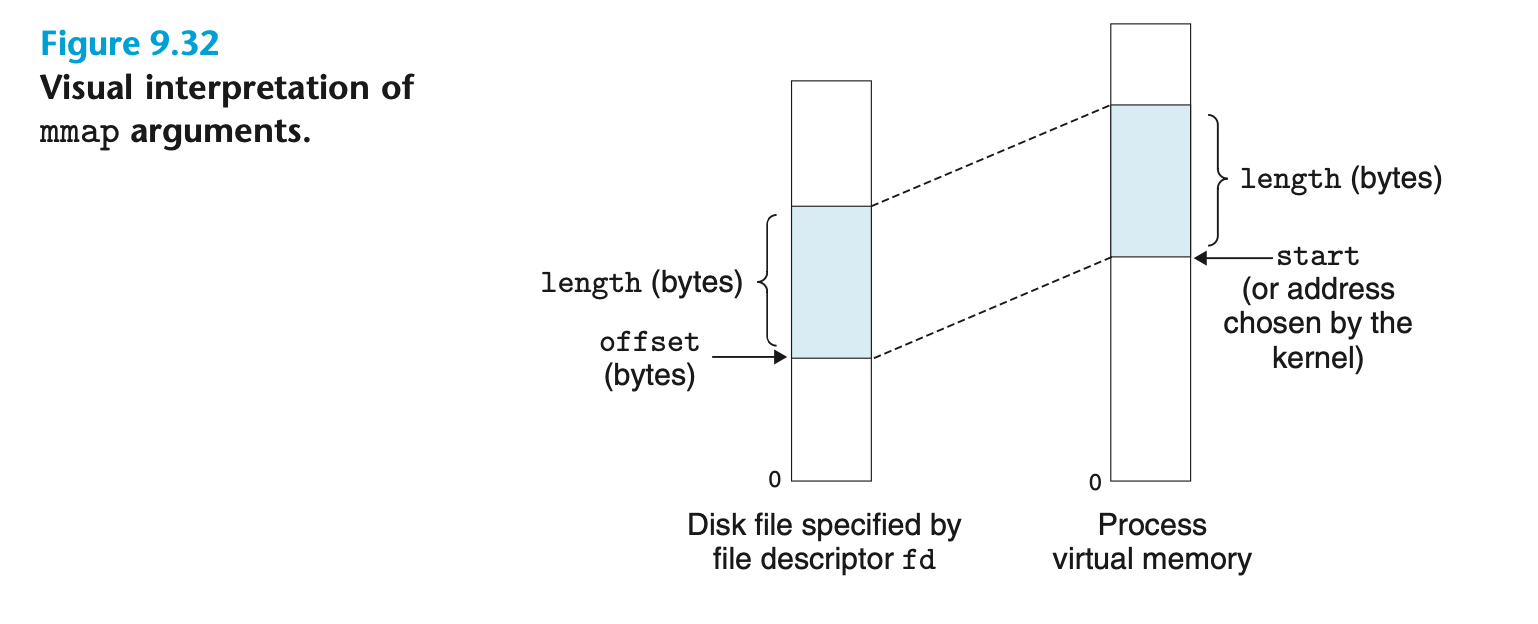 Figure 9.32
Visual interpretation of
mmap arguments.
length (bytes)
offset
(bytes)
0
Disk file specified by
file descriptor fd
length (bytes)
start
(or address
chosen by the
kernel)
0
Process
virtual memory